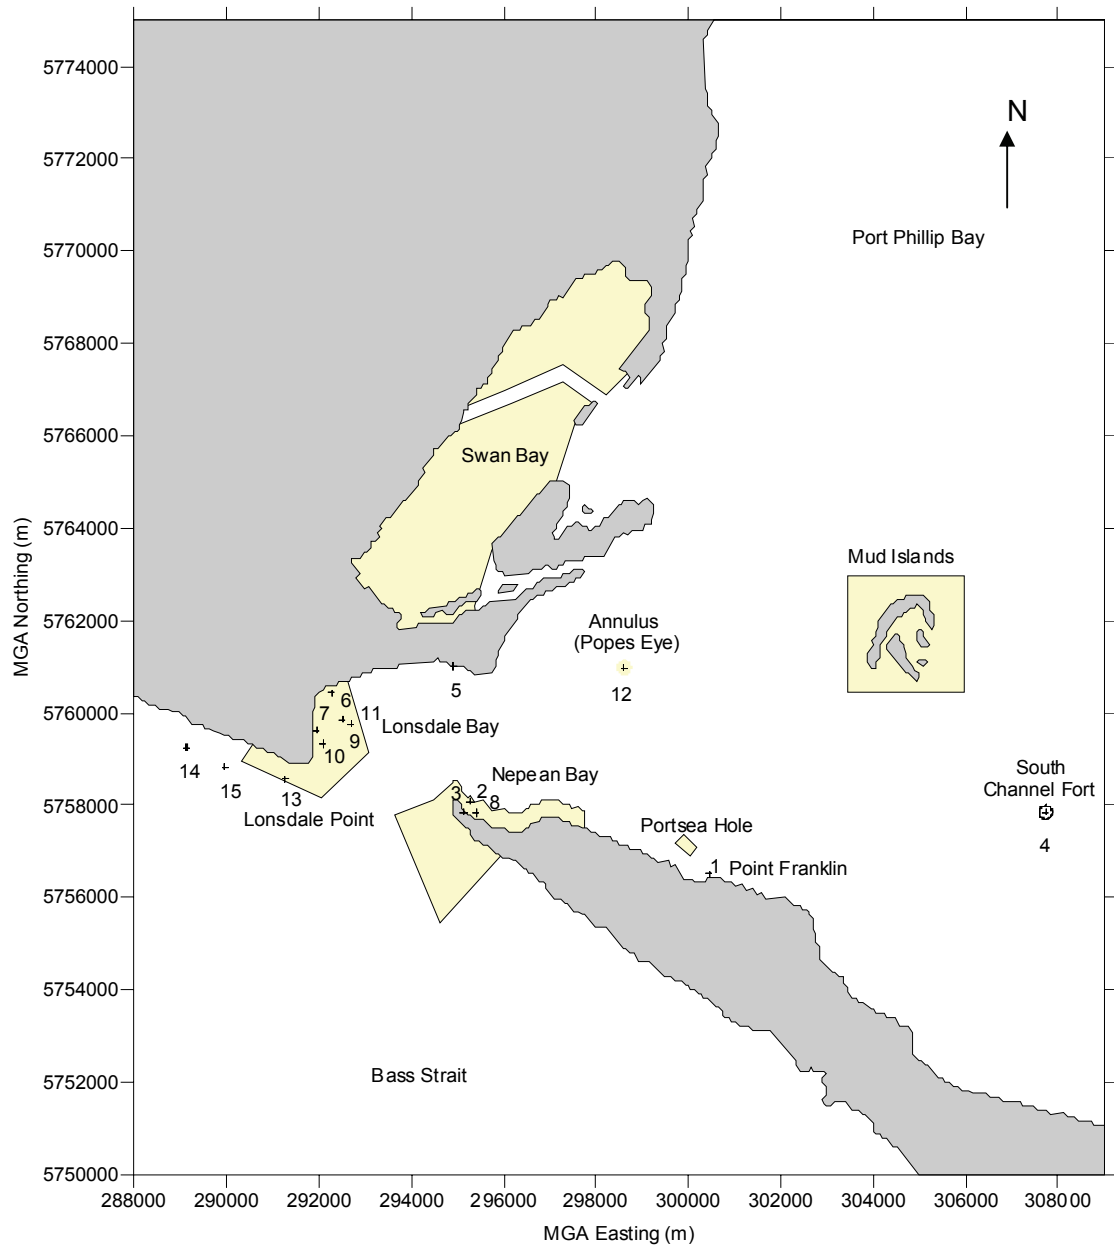 5774000
N
5772000
Port Phillip Bay
5770000
5768000
5766000
Swan Bay
5764000
Mud Islands
5762000
Annulus
(Popes Eye)
5
12
6
7
11
5760000
Lonsdale Bay
9
10
14
15
13
Lonsdale Point
Nepean Bay
South
Channel Fort
3
2
8
5758000
Portsea Hole
4
1
Point Franklin
5756000
5754000
5752000
Bass Strait
5750000
MGA Northing (m)
288000 290000 292000 294000 296000 298000 300000 302000 304000 306000 308000
MGA Easting (m)